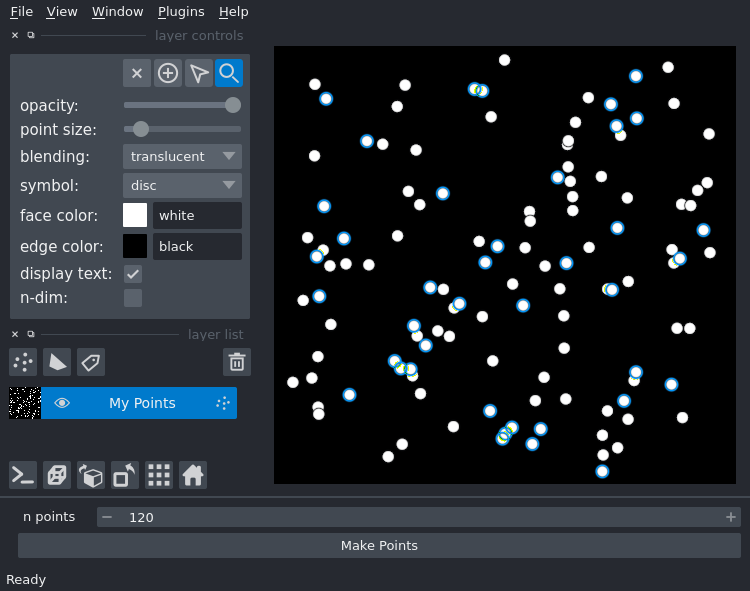 File View Window Plugins Help
layer controls
opacity:
point size:
blending: translucent
symbol: disc
face color: white
edge color: black
display text:
n-dim:
layer list
My Points
n points 120
Make Points
Ready